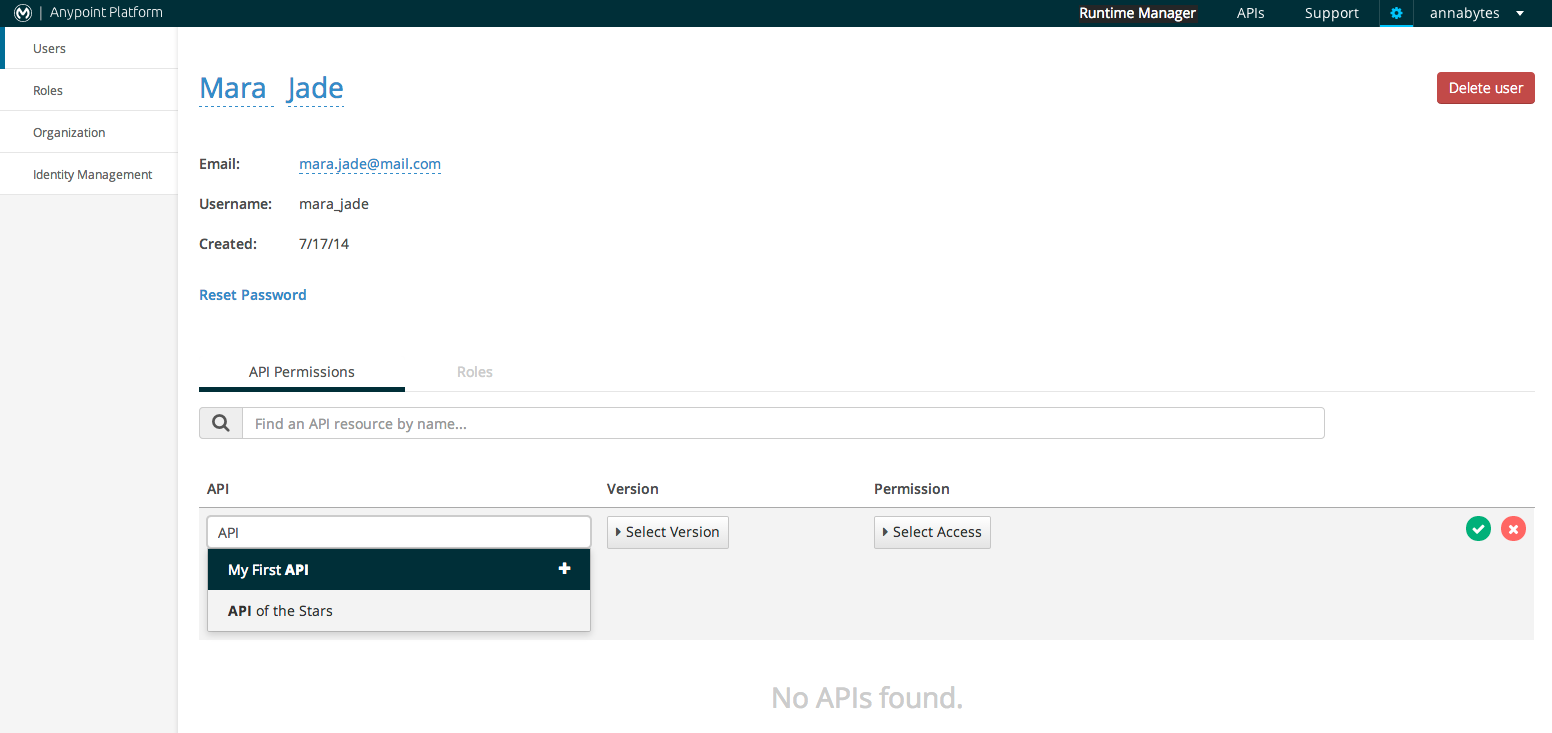 Anypoint Platform Runtime Manager APIs Support annabytes
Users
Roles
Organization
Identity Management
Mara Jade
Delete user
Email: mara.jade@mail.com
Username: mara_jade
Created: 7/17/14
Reset Password
API Permissions Roles
Find an API resource by name...
API Version Permission
API Select Version Select Access
My First API
API of the Stars
No APIs found.